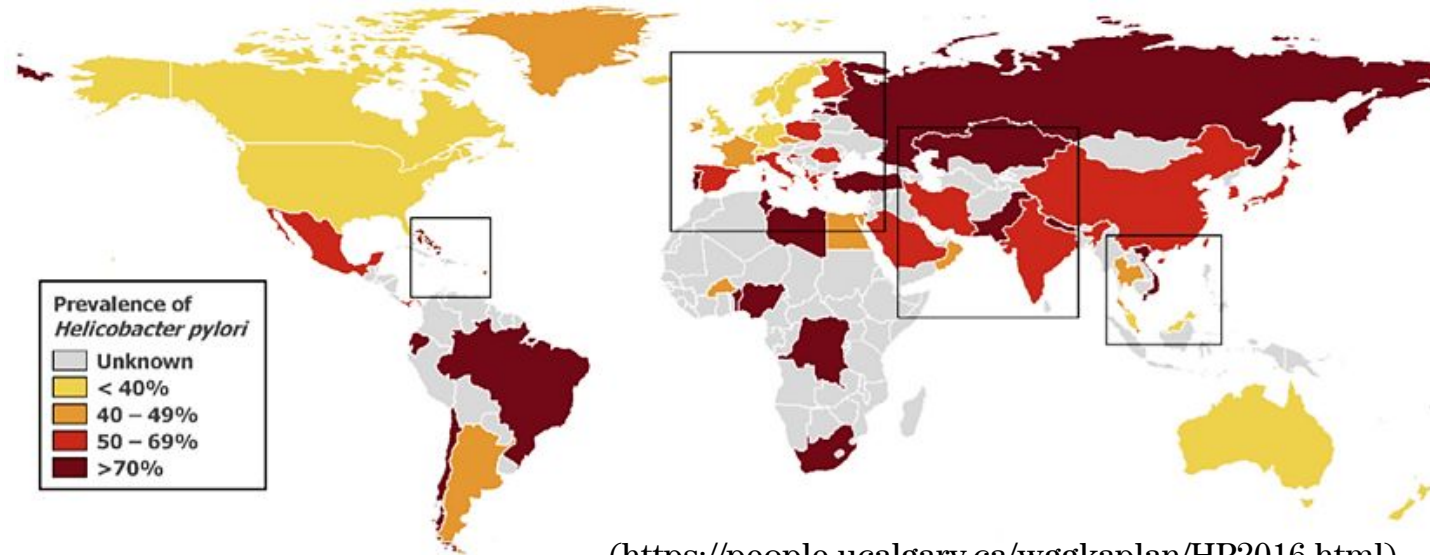 Prevalence of
Helicobacter pylori
Unknown
< 40%
40 – 49%
50 – 69%
>70%
(https://people.ucalgary.ca/wggkaplan/HP2016.html)